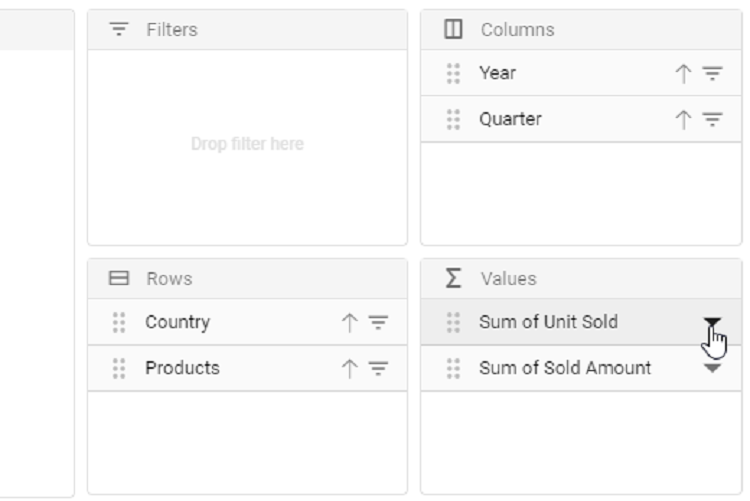 Filters
Drop filter here
Columns
Year
Quarter
Rows
Country
Products
Values
Sum of Unit Sold
Sum of Sold Amount